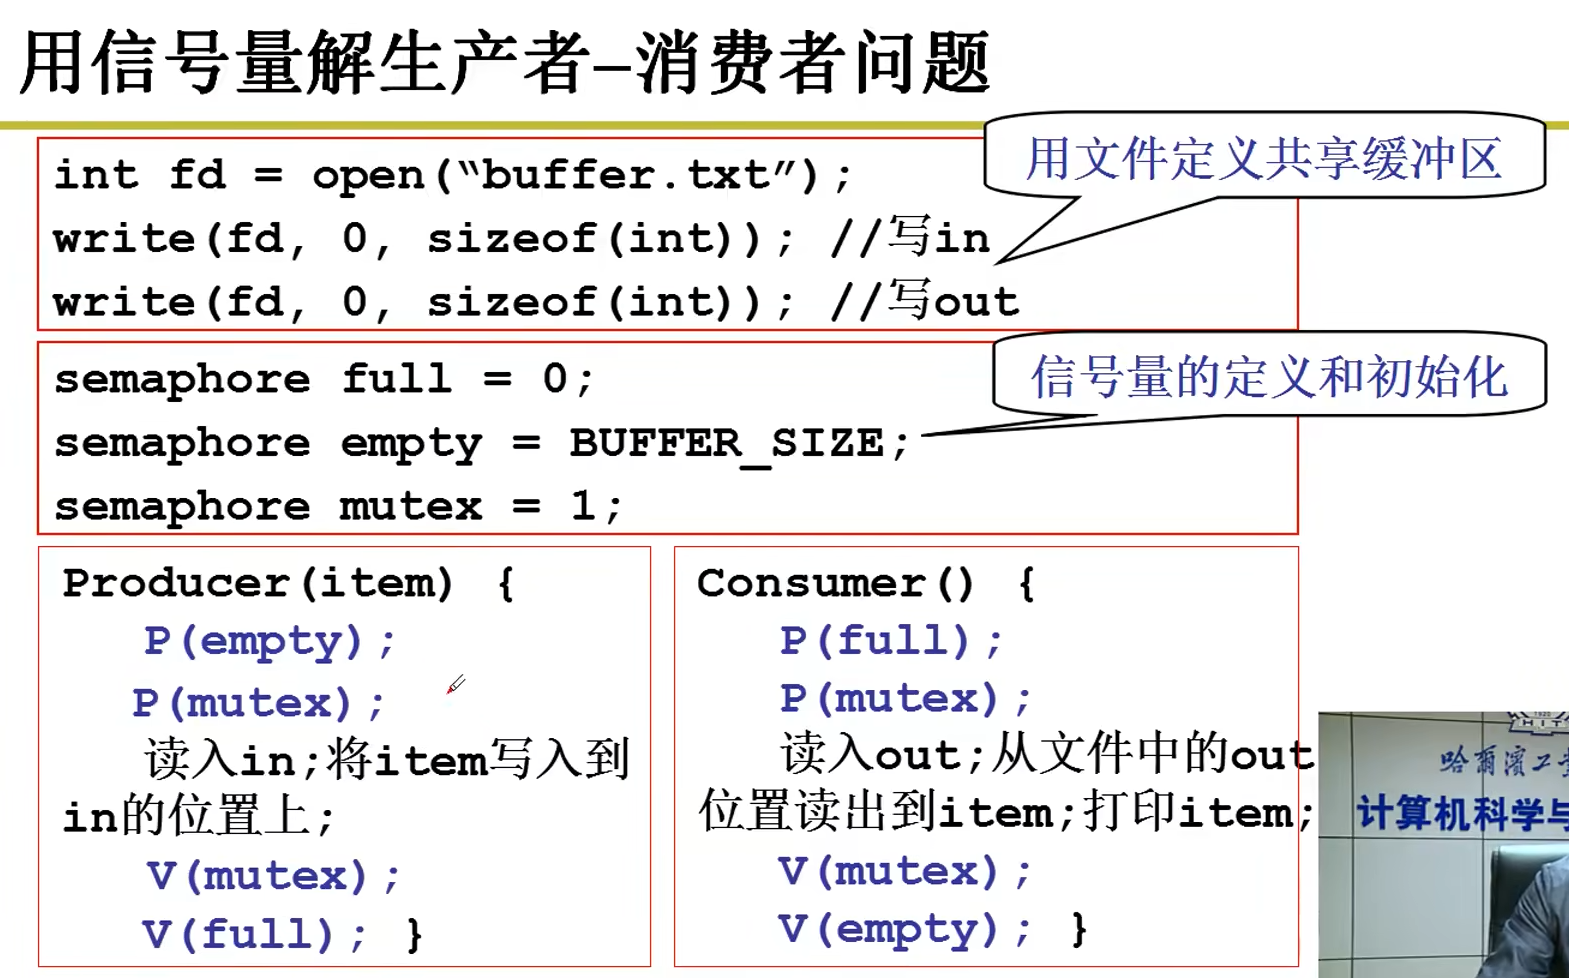 用信号量解生产者–消费者问题
用文件定义共享缓冲区
int fd = open(“buffer.txt”);
write(fd, 0, sizeof(int)); //写in
write(fd, 0, sizeof(int)); //写out
信号量的定义和初始化
semaphore full = 0;
semaphore empty = BUFFER_SIZE;
semaphore mutex = 1;
Producer(item) {
P(empty);
P(mutex);
读入in;将item写入到
in的位置上;
V(mutex);
V(full); }
Consumer() {
P(full);
P(mutex);
读入out;从文件中的out
位置读出到item;打印item;
V(mutex);
V(empty); }
1920
HIT
哈尔滨工
计算机科学与